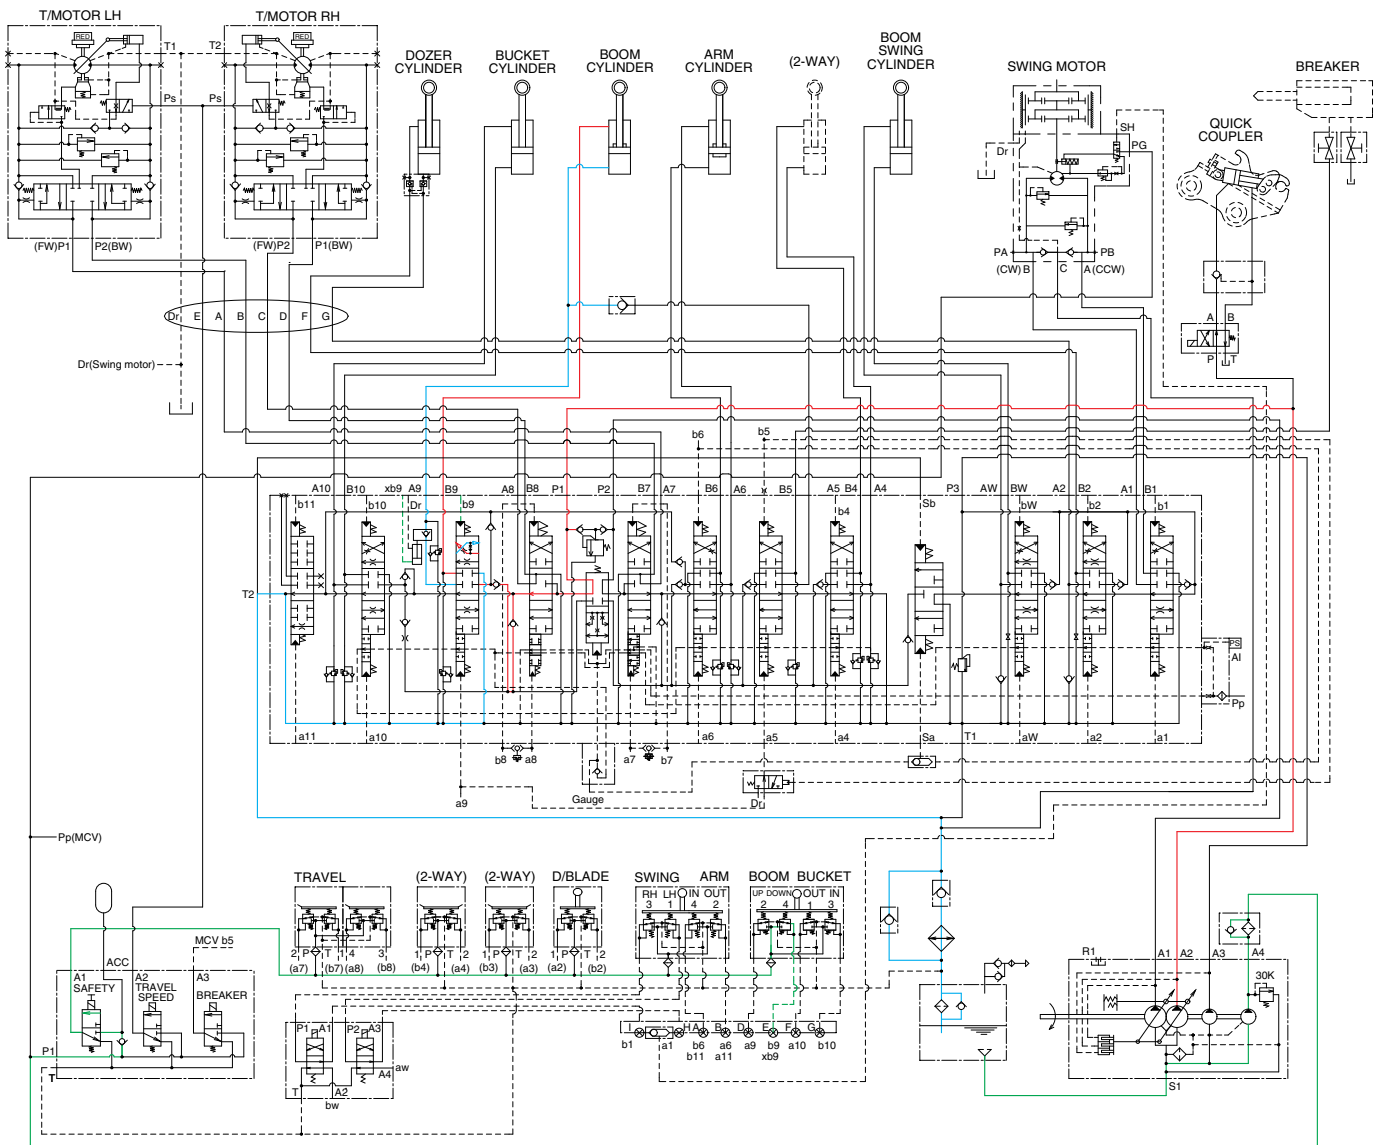 T/MOTOR LH
T/MOTOR RH
RED
RED
T1 T2
Ps Ps
(FW)P1 P2(BW)
(FW)P2 P1(BW)
DOZER
CYLINDER
BUCKET
CYLINDER
BOOM
CYLINDER
ARM
CYLINDER
(2-WAY)
BOOM
SWING
CYLINDER
SWING MOTOR
SH
PG
Dr
PA PB
(CW) B C A (CCW)
BREAKER
QUICK
COUPLER
A B
P T
Dr E A B C D F G
Dr(Swing motor)
b6 b5
A10 B10 xb9 A9 B9 A8 B8 P1 P2 B7 A7 B6 A6 B5 A5 B4 A4 P3 AW BW A2 B2 A1 B1
b11 b10 Dr b9 b4 Sb bW b2 b1
T2
PS
AI
Pp
a11 a10 a6 a5 a4 Sa T1 aW a2 a1
b8 a8 a7 b7
Gauge
a9
Dr
Pp(MCV)
TRAVEL
(2-WAY)
(2-WAY)
D/BLADE
SWING ARM
RH LH IN OUT
3 1 4 2
BOOM BUCKET
UP DOWN OUT IN
2 4 1 3
2 P T 1 4 3
(a7) (b7) (a8) (b8)
1 P T 2
(b4) (a4)
1 P T 2
(b3) (a3)
1 P T 2
(a2) (b2)
MCV b5
ACC
A1
SAFETY
A2
TRAVEL
SPEED
A3
BREAKER
P1
T
P1 A1 P2 A3
A4 aw
T A2
bw
I H A B D E F G
b1 a1 b6 a6 a9 b9 a10 b10
b11 a11 xb9
R1
A1 A2 A3 A4
30K
S1